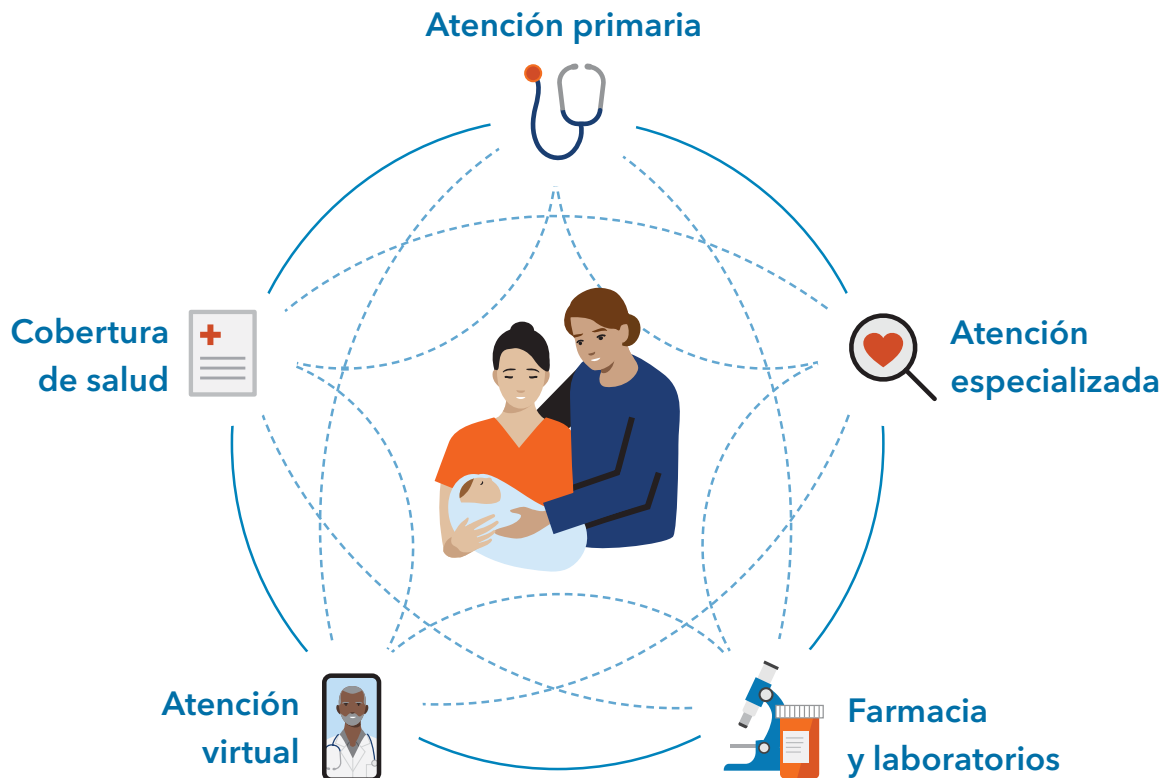 Atención primaria
Cobertura
de salud
Atención
especializada
Atención
virtual
Farmacia
y laboratorios